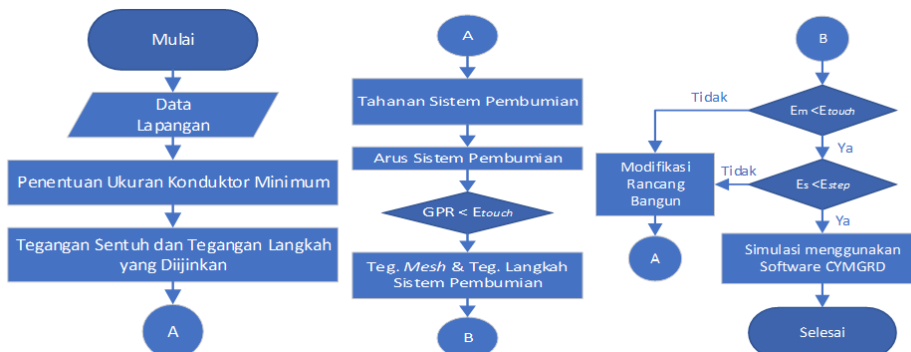 Mulai
Data
Lapangan
Penentuan Ukuran Konduktor Minimum
Tegangan Sentuh dan Tegangan Langkah
yang Diijinkan
A
A
Tahanan Sistem Pembumian
Arus Sistem Pembumian
GPR < Etouch
Teg. Mesh & Teg. Langkah
Sistem Pembumian
B
B
Em <Etouch
Tidak
Ya
Es <Estep
Tidak
Ya
Modifikasi
Rancang
Bangun
A
Simulasi menggunakan
Software CYMGRD
Selesai